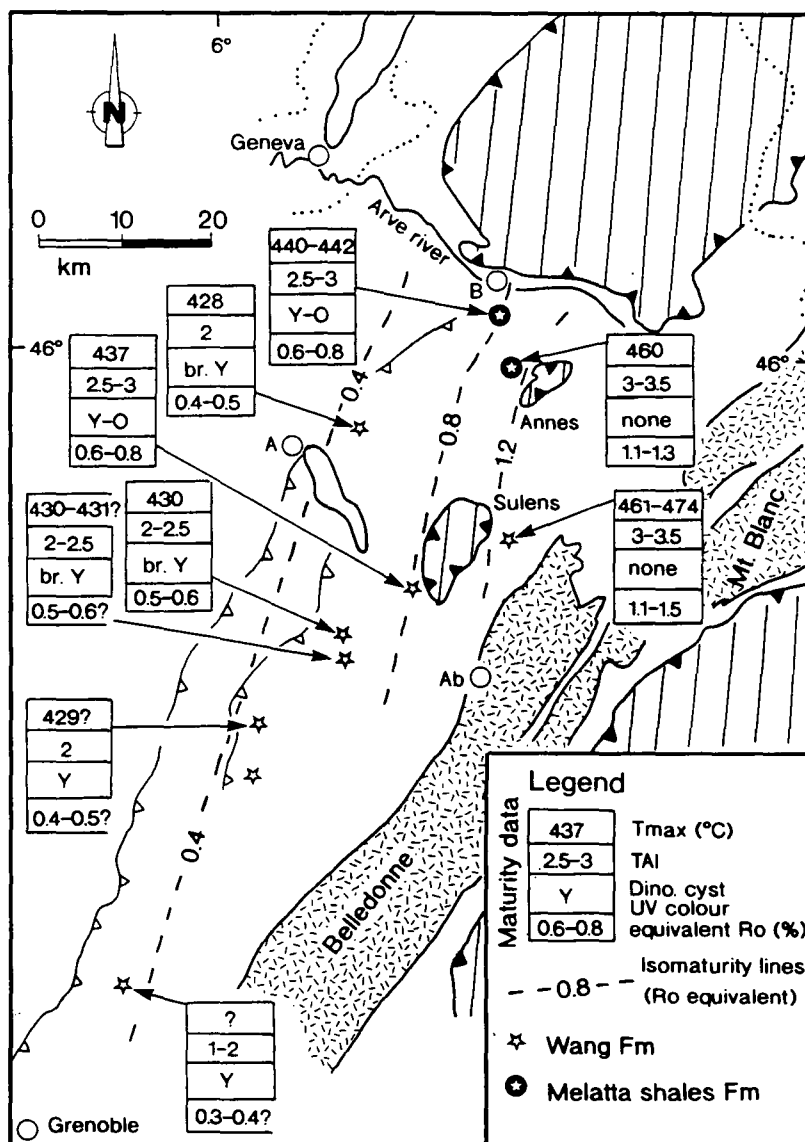 6°
N
Geneva
0 10 20
km
Arve river
B
440-442
2.5-3
Y-O
0.6-0.8
428
2
br. Y
0.4-0.5
437
2.5-3
Y-O
0.6-0.8
46°
46°
0.4
0.8
1.2
460
3-3.5
none
1.1-1.3
Annes
A
Sulens
430-431?
2-2.5
br. Y
0.5-0.6?
430
2-2.5
br. Y
0.5-0.6
461-474
3-3.5
none
1.1-1.5
Mt. Blanc
Ab
429?
2
Y
0.4-0.5?
0.4
Belledonne
?
1-2
Y
0.3-0.4?
Grenoble
Legend
Maturity data
437 Tmax (°C)
2.5-3 TAI
Y Dino. cyst
UV colour
0.6-0.8 equivalent Ro (%)
0.8 Isomaturity lines
(Ro equivalent)
Wang Fm
Melatta shales Fm